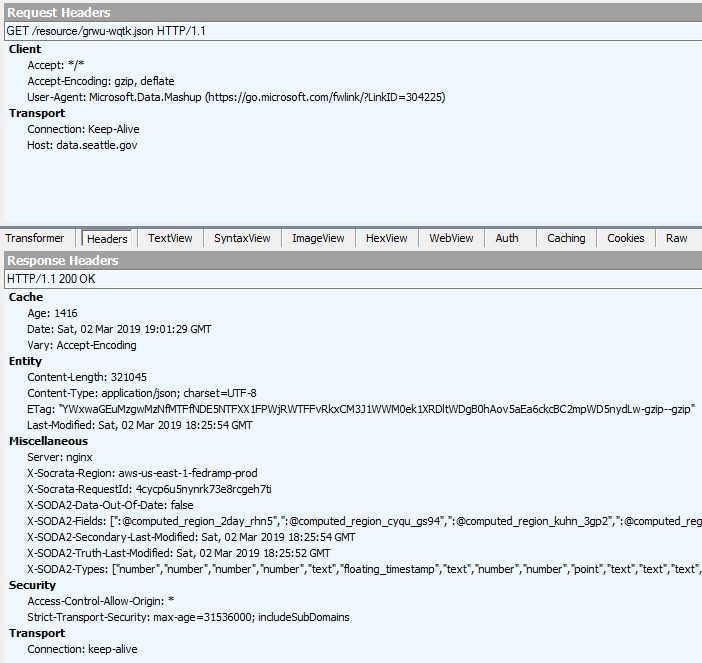 Request Headers
GET /resource/grwu-wqtk.json HTTP/1.1
Client
Accept: */*
Accept-Encoding: gzip, deflate
User-Agent: Microsoft.Data.Mashup (https://go.microsoft.com/fwlink/?LinkID=304225)
Transport
Connection: Keep-Alive
Host: data.seattle.gov
Transformer Headers TextView SyntaxView ImageView HexView WebView Auth Caching Cookies Raw
Response Headers
HTTP/1.1 200 OK
Cache
Age: 1416
Date: Sat, 02 Mar 2019 19:01:29 GMT
Vary: Accept-Encoding
Entity
Content-Length: 321045
Content-Type: application/json; charset=UTF-8
ETag: "YWxwaGEuMzgwMzNfMTFfNDE5NTFXX1FPWjRWTFFvRkxCM3J1WWM0ek1XRDltWDgB0hAov5aEa6ckcBC2mpWD5nydLw-gzip--gzip"
Last-Modified: Sat, 02 Mar 2019 18:25:54 GMT
Miscellaneous
Server: nginx
X-Socrata-Region: aws-us-east-1-fedramp-prod
X-Socrata-RequestId: 4cycp6u5nynrk73e8rcgeh7ti
X-SODA2-Data-Out-Of-Date: false
X-SODA2-Fields: [":@computed_region_2day_rhn5",":@computed_region_cyqu_gs94",":@computed_region_kuhn_3gp2",":@computed_reg
X-SODA2-Secondary-Last-Modified: Sat, 02 Mar 2019 18:25:54 GMT
X-SODA2-Truth-Last-Modified: Sat, 02 Mar 2019 18:25:52 GMT
X-SODA2-Types: ["number","number","number","number","text","floating_timestamp","text","number","number","point","text","text","text",
Security
Access-Control-Allow-Origin: *
Strict-Transport-Security: max-age=31536000; includeSubDomains
Transport
Connection: keep-alive